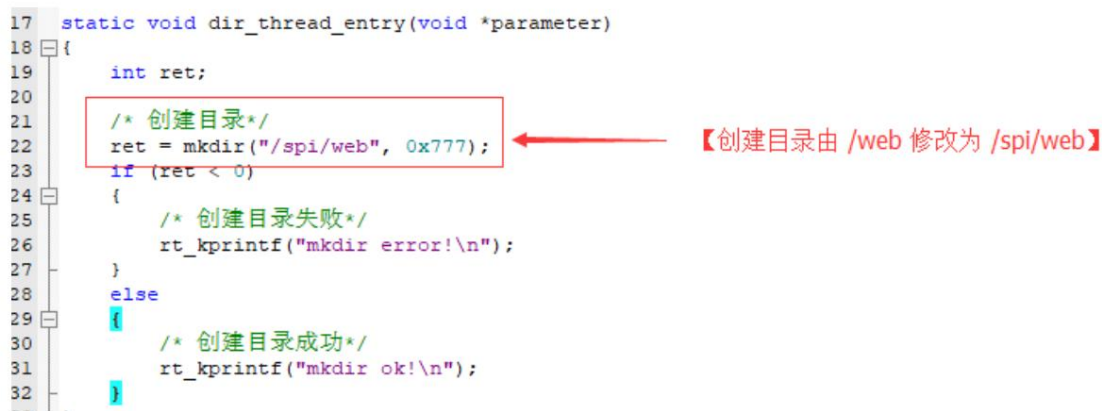 17 static void dir_thread_entry(void *parameter)
18 {
19 int ret;
20
21 /* 创建目录*/
22 ret = mkdir("/spi/web", 0x777);
【创建目录由 /web 修改为 /spi/web】
23 if (ret < 0)
24 {
25 /* 创建目录失败*/
26 rt_kprintf("mkdir error!\n");
27 }
28 else
29 {
30 /* 创建目录成功*/
31 rt_kprintf("mkdir ok!\n");
32 }